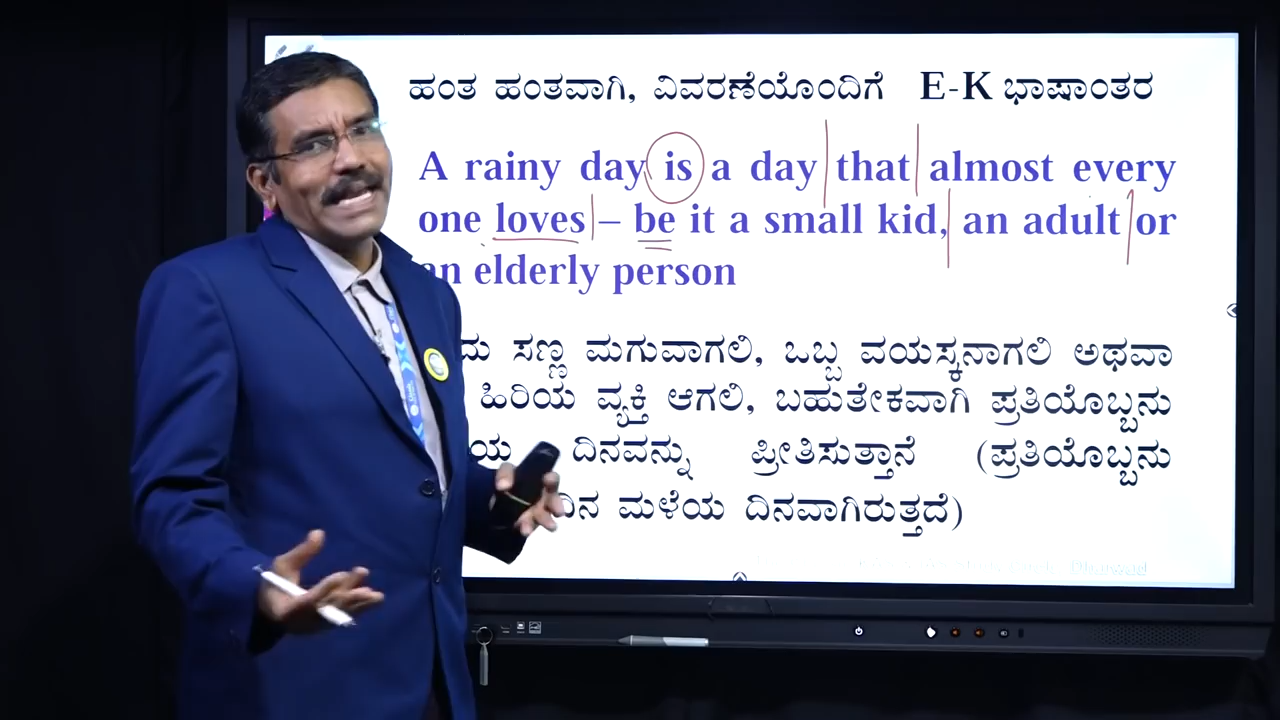 ಹಂತ ಹಂತವಾಗಿ, ವಿವರಣೆಯೊಂದಿಗೆ E-K ಭಾಷಾಂತರ
A rainy day is a day that almost every
one loves – be it a small kid, an adult or
an elderly person
ಸಣ್ಣ ಮಗುವಾಗಲಿ, ಒಬ್ಬ ವಯಸ್ಕನಾಗಲಿ ಅಥವಾ
ಹಿರಿಯ ವ್ಯಕ್ತಿ ಆಗಲಿ, ಬಹುತೇಕವಾಗಿ ಪ್ರತಿಯೊಬ್ಬನು
ದಿನವನ್ನು ಪ್ರೀತಿಸುತ್ತಾನೆ (ಪ್ರತಿಯೊಬ್ಬನು
ಮಳೆಯ ದಿನವಾಗಿರುತ್ತದೆ)